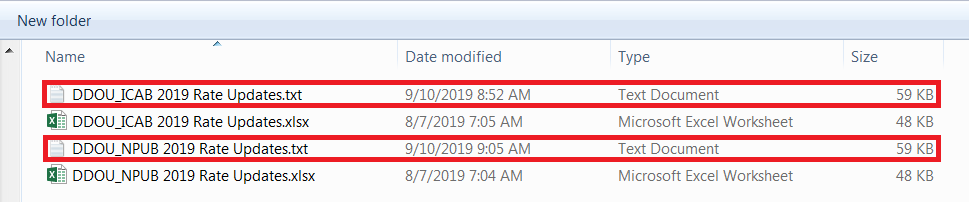 New folder
Name Date modified Type Size
DDOU_ICAB 2019 Rate Updates.txt 9/10/2019 8:52 AM Text Document 59 KB
DDOU_ICAB 2019 Rate Updates.xlsx 8/7/2019 7:05 AM Microsoft Excel Worksheet 48 KB
DDOU_NPUB 2019 Rate Updates.txt 9/10/2019 9:05 AM Text Document 59 KB
DDOU_NPUB 2019 Rate Updates.xlsx 8/7/2019 7:04 AM Microsoft Excel Worksheet 48 KB